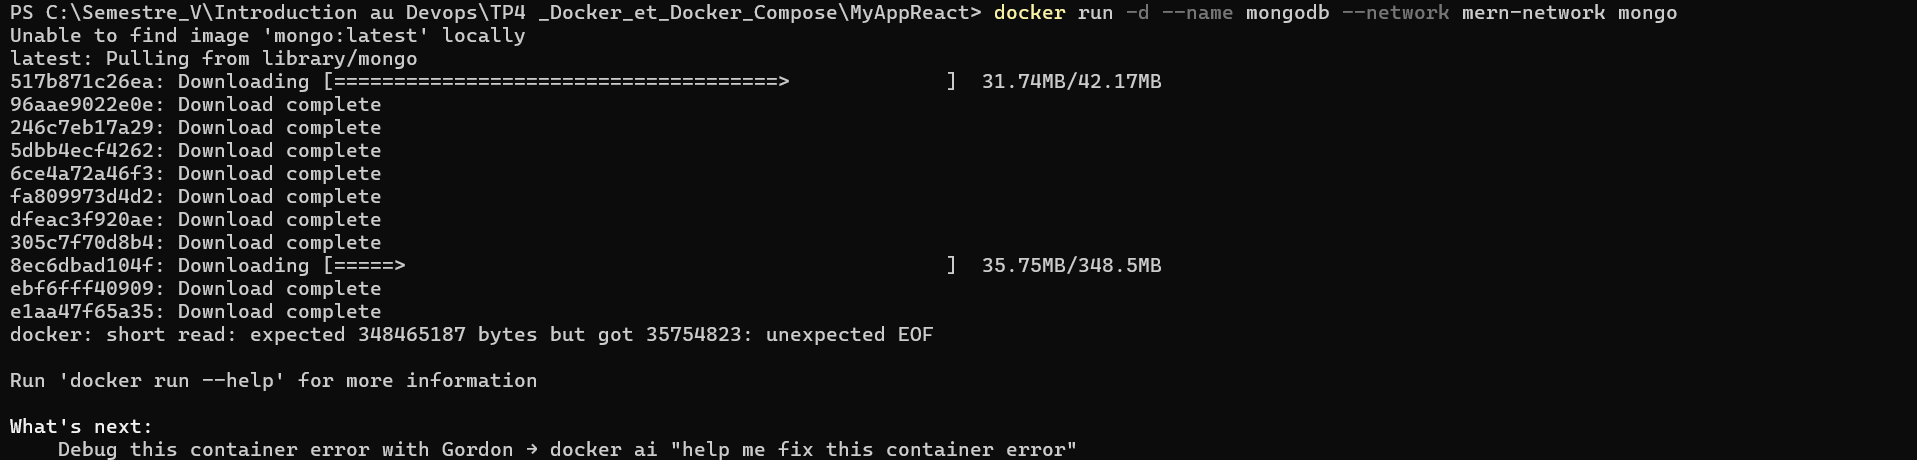 PS C:\Semestre_V\Introduction au Devops\TP4 _Docker_et_Docker_Compose\MyAppReact> docker run -d --name mongodb --network mern-network mongo
Unable to find image 'mongo:latest' locally
latest: Pulling from library/mongo
517b871c26ea: Downloading [=====================================>             ]  31.74MB/42.17MB
96aae9022e0e: Download complete
246c7eb17a29: Download complete
5dbb4ecf4262: Download complete
6ce4a72a46f3: Download complete
fa809973d4d2: Download complete
dfeac3f920ae: Download complete
305c7f70d8b4: Download complete
8ec6dbad104f: Downloading [=====>                                             ]  35.75MB/348.5MB
ebf6fff40909: Download complete
e1aa47f65a35: Download complete
docker: short read: expected 348465187 bytes but got 35754823: unexpected EOF
Run 'docker run --help' for more information
What's next:
    Debug this container error with Gordon → docker ai "help me fix this container error"